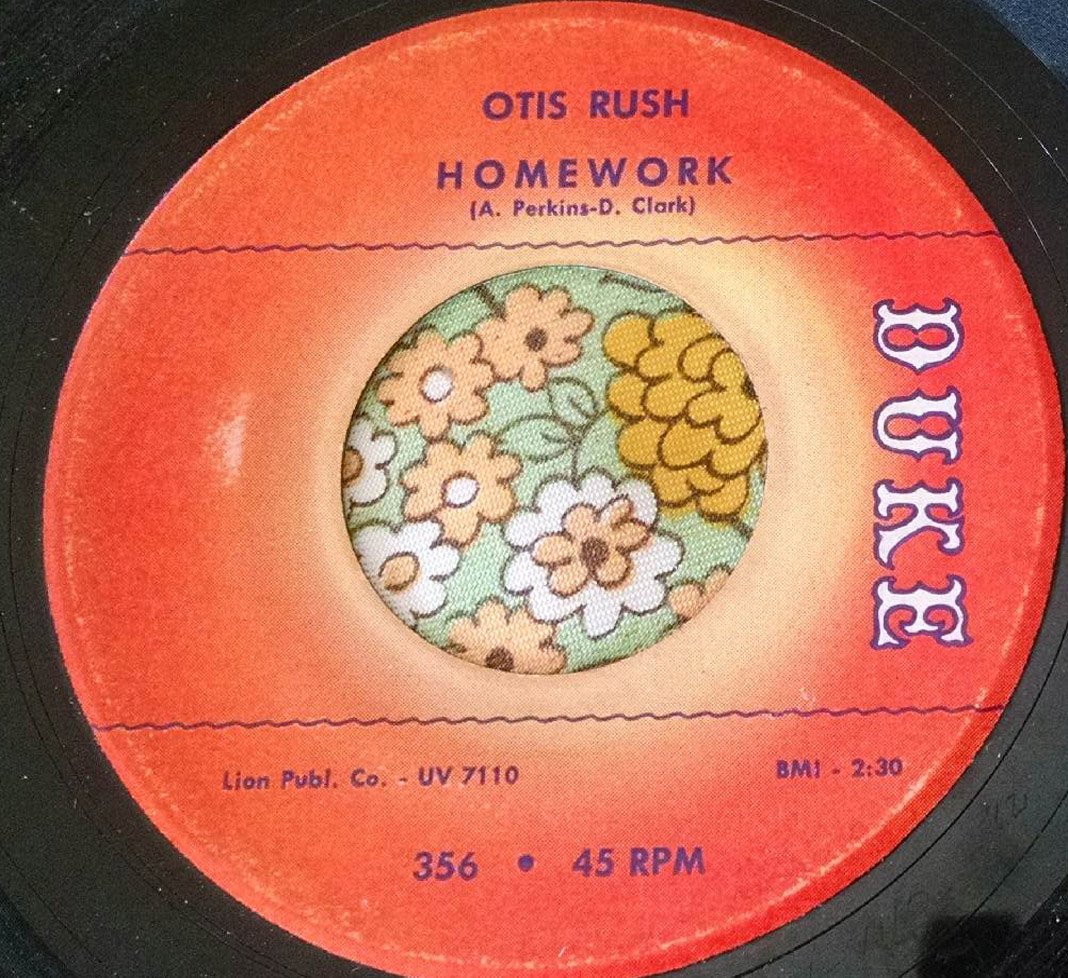 OTIS RUSH
HOMEWORK
(A. Perkins-D. Clark)
DUKE
Lion Publ. Co. - UV 7110
BMI - 2:30
356 • 45 RPM